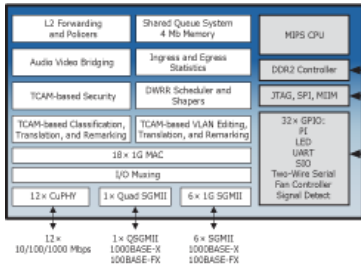 L2 Forwarding
and Policers
Shared Queue System
4 Mb Memory
MIPS CPU
Audio Video Bridging
Ingress and Egress
Statistics
DDR2 Controller
TCAM-based Security
DWRR Scheduler and
Shapers
JTAG, SPI, MIIM
TCAM-based Classification,
Translation, and Remarking
TCAM-based VLAN Editing,
Translation, and Remarking
32× GPIO:
PI
LED
UART
SIO
Two-Wire Serial
Fan Controller
Signal Detect
18× 1G MAC
I/O Muxing
12× CuPHY
1× Quad SGMII
6× 1G SGMII
12×
10/100/1000 Mbps
1× QSGMII
1000BASE-X
100BASE-FX
6× SGMII
1000BASE-X
100BASE-FX